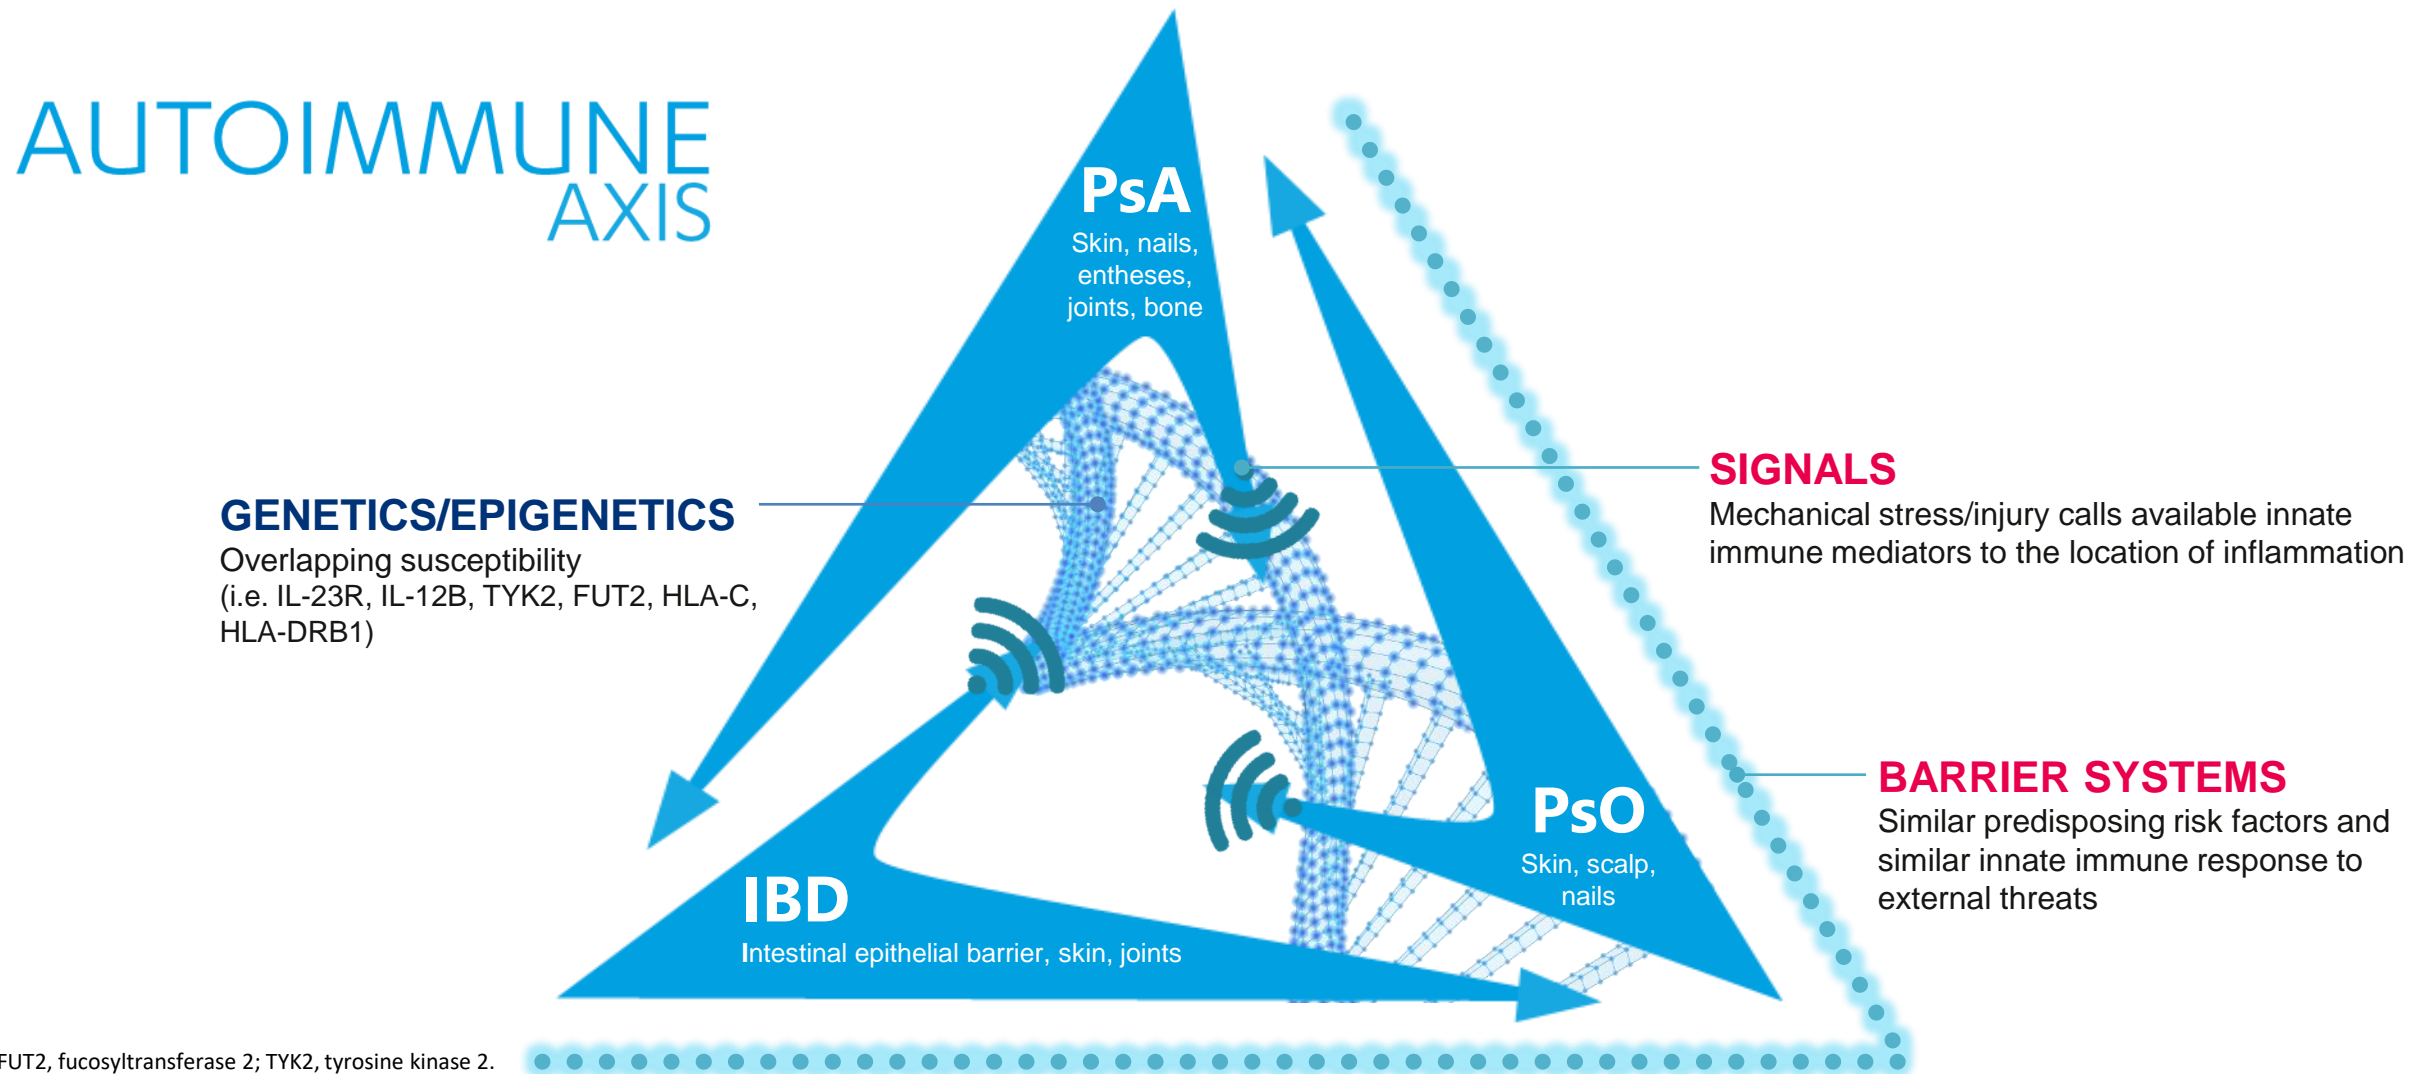 AUTOIMMUNE
AXIS
PsA
Skin, nails,
entheses,
joints, bone
GENETICS/EPIGENETICS
Overlapping susceptibility
(i.e. IL-23R, IL-12B, TYK2, FUT2, HLA-C,
HLA-DRB1)
SIGNALS
Mechanical stress/injury calls available innate
immune mediators to the location of inflammation
BARRIER SYSTEMS
Similar predisposing risk factors and
similar innate immune response to
external threats
PsO
Skin, scalp,
nails
IBD
Intestinal epithelial barrier, skin, joints
FUT2, fucosyltransferase 2; TYK2, tyrosine kinase 2.